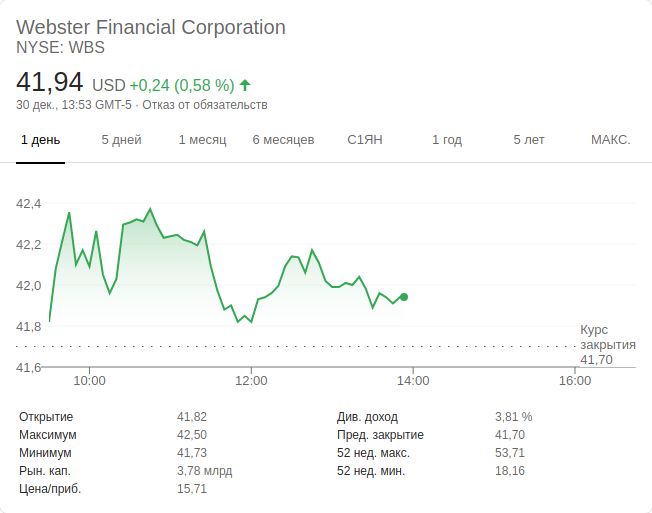 Webster Financial Corporation
NYSE: WBS
41,94 USD +0,24 (0,58 %)
30 дек., 13:53 GMT-5 · Отказ от обязательств
1 день 5 дней 1 месяц 6 месяцев С1ЯН 1 год 5 лет МАКС.
42,4
42,2
42,0
41,8
41,6
Курс
закрытия
41,70
10:00 12:00 14:00 16:00
Открытие 41,82 Див. доход 3,81 %
Максимум 42,50 Пред. закрытие 41,70
Минимум 41,73 52 нед. макс. 53,71
Рын. кап. 3,78 млрд 52 нед. мин. 18,16
Цена/приб. 15,71